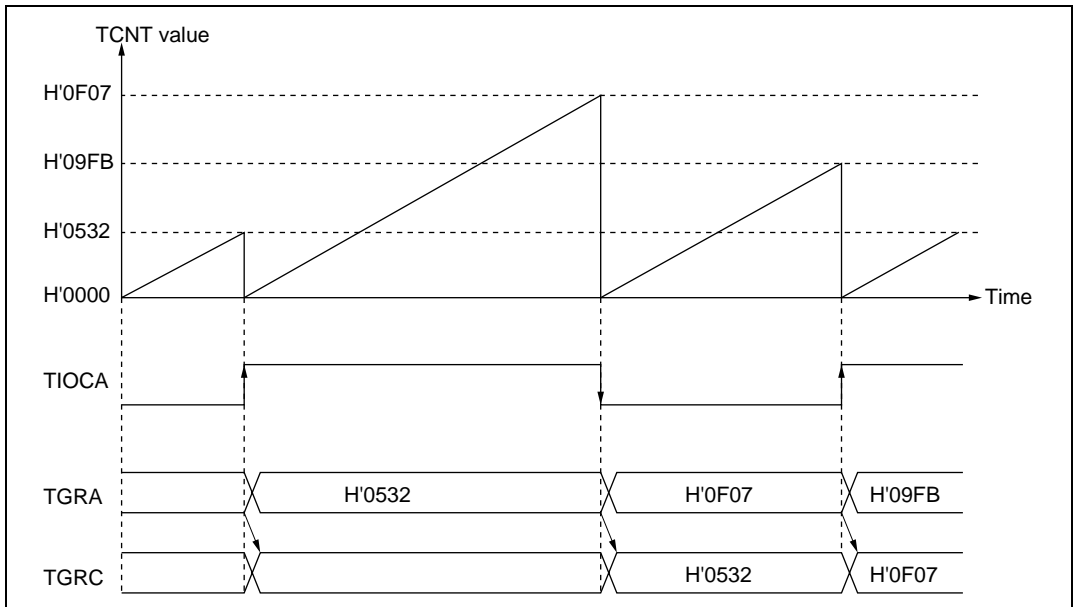 TCNT value
H'0F07
H'09FB
H'0532
H'0000
Time
TIOCA
TGRA H'0532 H'0F07 H'09FB
TGRC H'0532 H'0F07